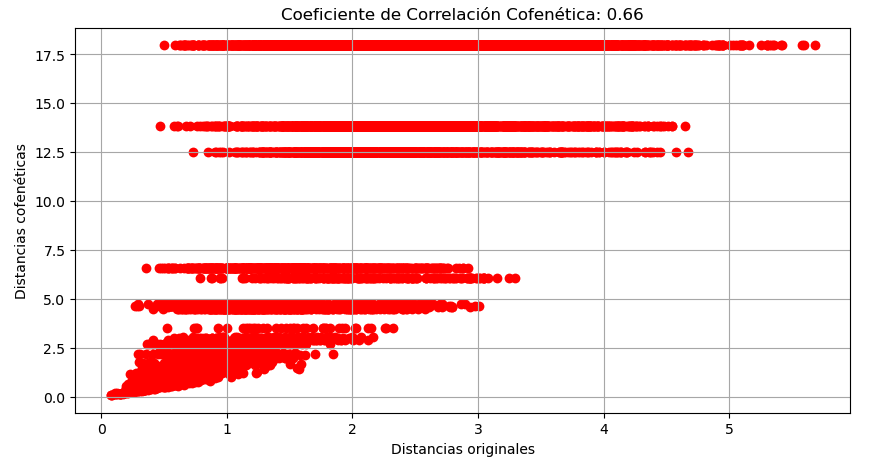 Coeficiente de Correlación Cofenética: 0.66
17.5
15.0
12.5
10.0
7.5
5.0
2.5
0.0
Distancias cofenéticas
0 1 2 3 4 5
Distancias originales